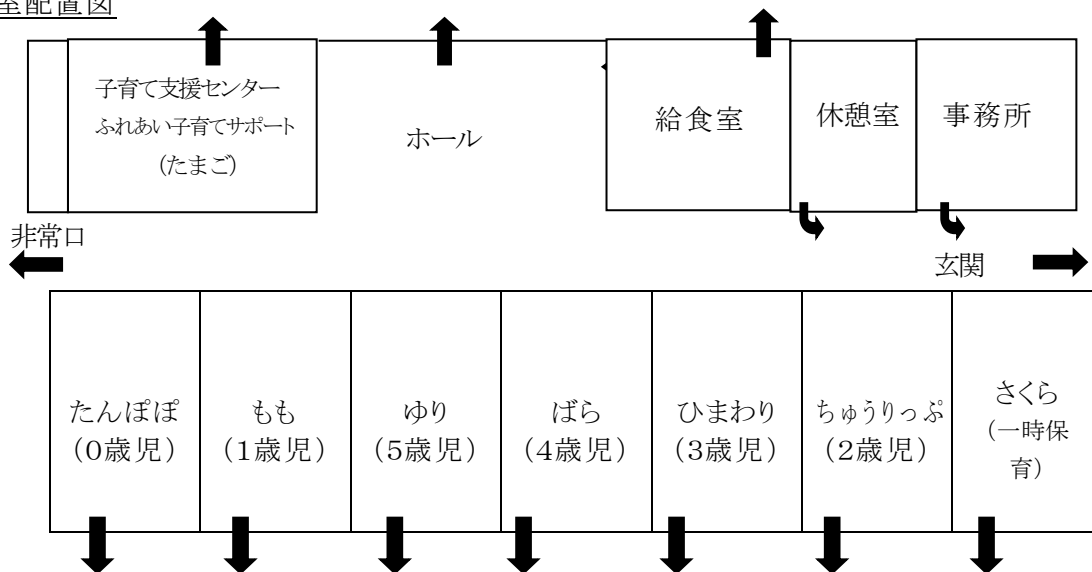 室配置図
子育て支援センター
ふれあい子育てサポート
(たまご)
ホール
給食室
休憩室
事務所
非常口
玄関
たんぽぽ
(0歳児)
もも
(1歳児)
ゆり
(5歳児)
ばら
(4歳児)
ひまわり
(3歳児)
ちゅうりっぷ
(2歳児)
さくら
(一時保
育)